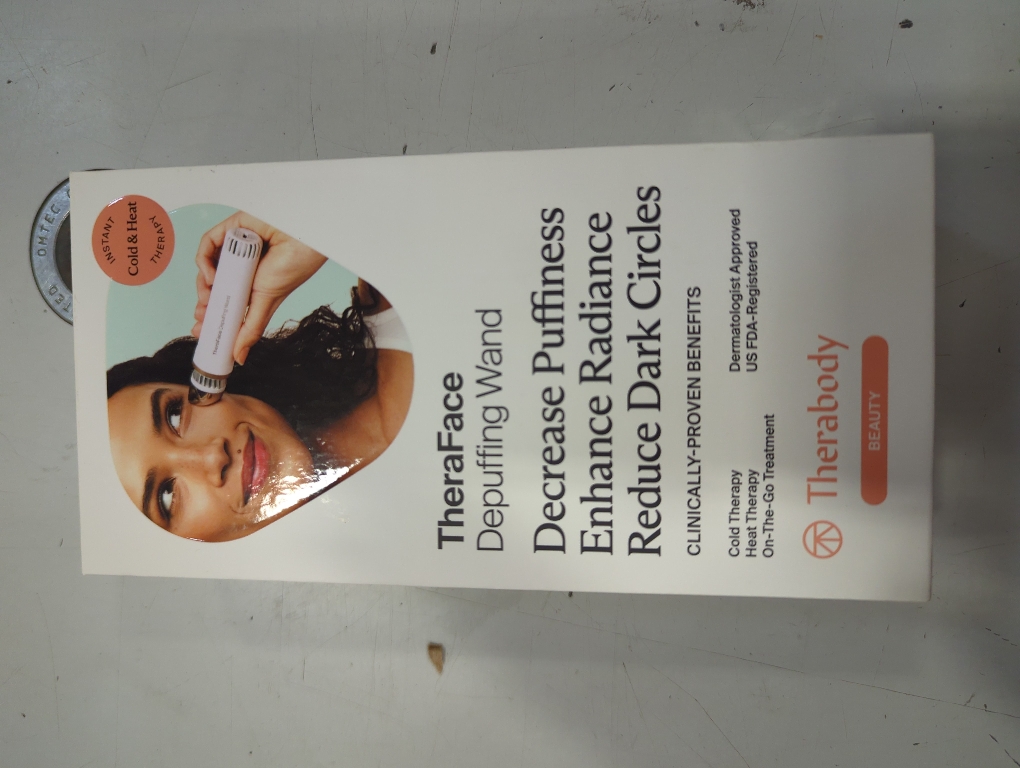 INSTANT
Cold & Heat
THERAPY
TheraFace
Depuffing Wand
Decrease Puffiness
Enhance Radiance
Reduce Dark Circles
CLINICALLY-PROVEN BENEFITS
Cold Therapy
Heat Therapy
On-The-Go Treatment
Dermatologist Approved
US FDA-Registered
Therabody
BEAUTY
OMTEC